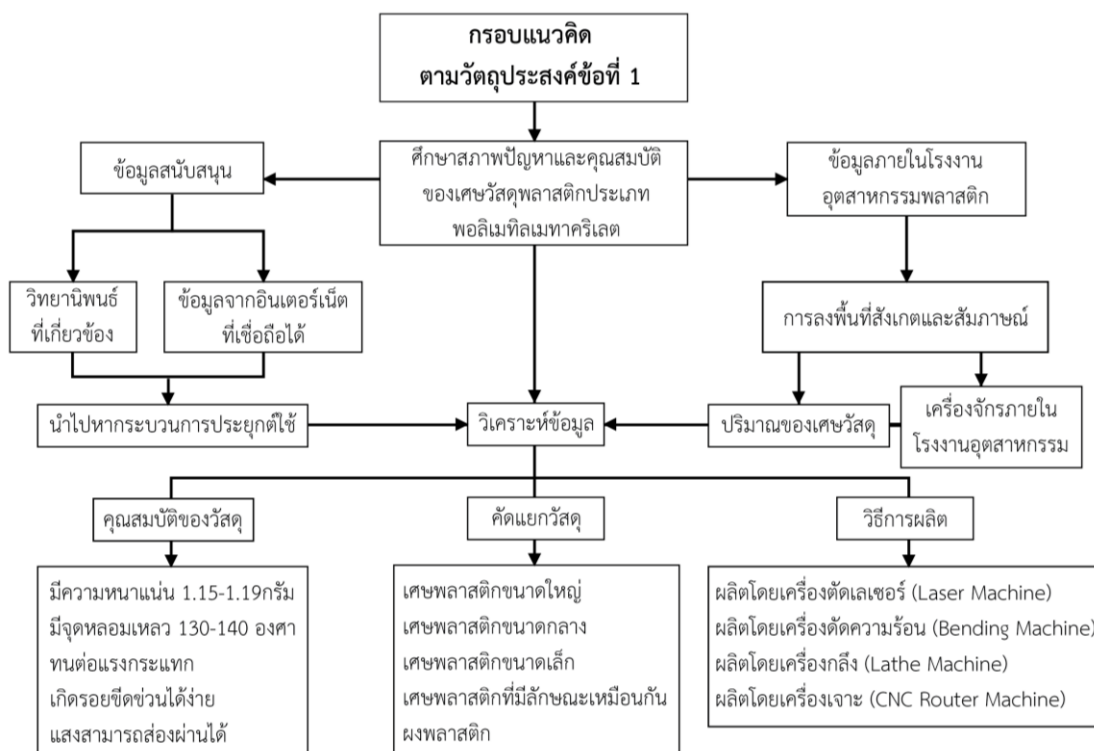 กรอบแนวคิด
ตามวัตถุประสงค์ข้อที่ 1
ข้อมูลสนับสนุน
ศึกษาสภาพปัญหาและคุณสมบัติ
ของเศษวัสดุพลาสติกประเภท
พอลิเมทิลเมทาคริเลต
ข้อมูลภายในโรงงาน
อุตสาหกรรมพลาสติก
วิทยานิพนธ์
ที่เกี่ยวข้อง
ข้อมูลจากอินเตอร์เน็ต
ที่เชื่อถือได้
การลงพื้นที่สังเกตและสัมภาษณ์
นำไปหากระบวนการประยุกต์ใช้
วิเคราะห์ข้อมูล
ปริมาณของเศษวัสดุ
เครื่องจักรภายใน
โรงงานอุตสาหกรรม
คุณสมบัติของวัสดุ
คัดแยกวัสดุ
วิธีการผลิต
มีความหนาแน่น 1.15-1.19กรัม
มีจุดหลอมเหลว 130-140 องศา
ทนต่อแรงกระแทก
เกิดรอยขีดข่วนได้ง่าย
แสงสามารถส่องผ่านได้
เศษพลาสติกขนาดใหญ่
เศษพลาสติกขนาดกลาง
เศษพลาสติกขนาดเล็ก
เศษพลาสติกที่มีลักษณะเหมือนกัน
ผงพลาสติก
ผลิตโดยเครื่องตัดเลเซอร์ (Laser Machine)
ผลิตโดยเครื่องดัดความร้อน (Bending Machine)
ผลิตโดยเครื่องกลึง (Lathe Machine)
ผลิตโดยเครื่องเจาะ (CNC Router Machine)